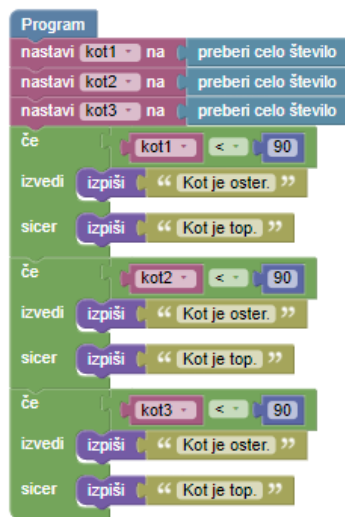 Program
nastavi kot1 na preberi celo število
nastavi kot2 na preberi celo število
nastavi kot3 na preberi celo število
če kot1 < 90
izvedi izpiši “ Kot je oster. ”
sicer izpiši “ Kot je top. ”
če kot2 < 90
izvedi izpiši “ Kot je oster. ”
sicer izpiši “ Kot je top. ”
če kot3 < 90
izvedi izpiši “ Kot je oster. ”
sicer izpiši “ Kot je top. ”